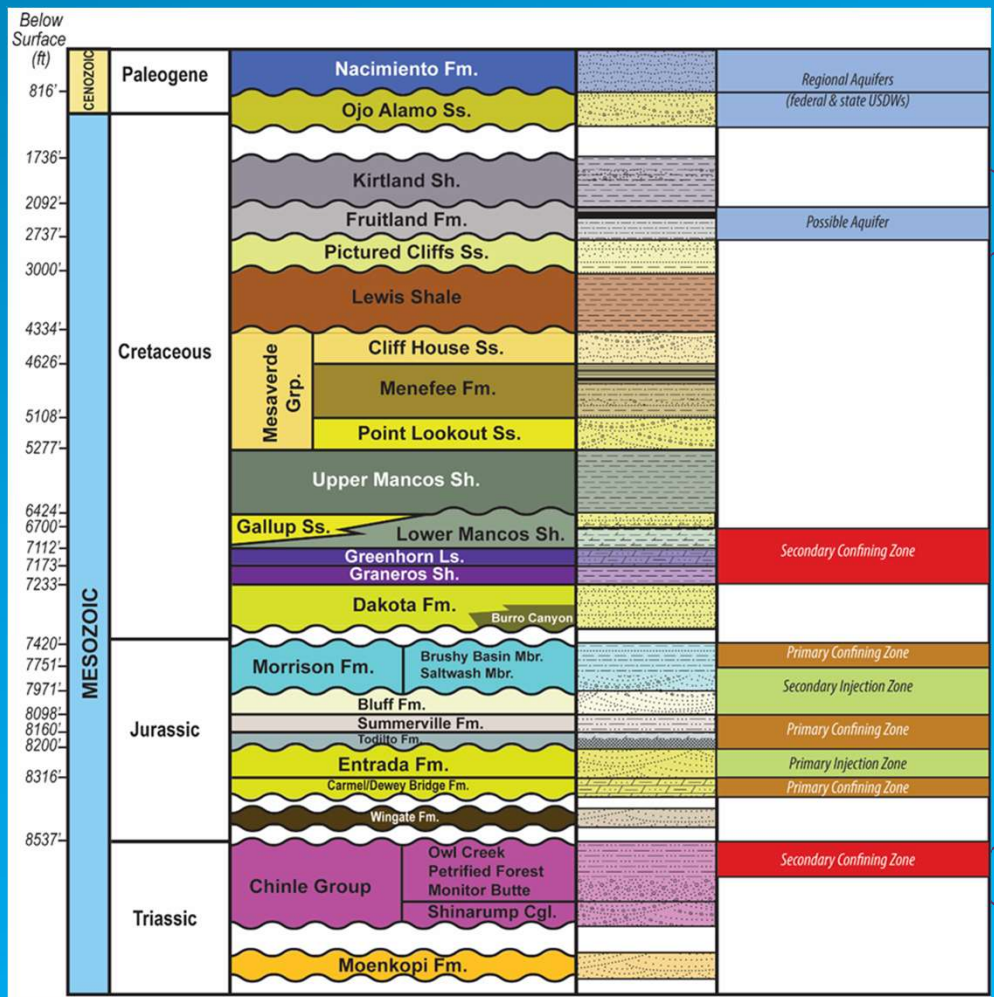 Below
Surface
(ft)
816'
1736'
2092'
2737'
3000'
4334'
4626'
5108'
5277'
6424'
6700'
7112'
7173'
7233'
7420'
7751'
7971'
8098'
8160'
8200'
8316'
8537'
CENOZOIC
MESOZOIC
Paleogene
Cretaceous
Jurassic
Triassic
Nacimiento Fm.
Ojo Alamo Ss.
Kirtland Sh.
Fruitland Fm.
Pictured Cliffs Ss.
Lewis Shale
Mesaverde
Grp.
Cliff House Ss.
Menefee Fm.
Point Lookout Ss.
Upper Mancos Sh.
Gallup Ss.
Lower Mancos Sh.
Greenhorn Ls.
Graneros Sh.
Dakota Fm.
Burro Canyon
Morrison Fm.
Brushy Basin Mbr.
Saltwash Mbr.
Bluff Fm.
Summerville Fm.
Todilto Fm.
Entrada Fm.
Carmel/Dewey Bridge Fm.
Wingate Fm.
Chinle Group
Owl Creek
Petrified Forest
Monitor Butte
Shinarump Cgl.
Moenkopi Fm.
Regional Aquifers
(federal & state USDWs)
Possible Aquifer
Secondary Confining Zone
Primary Confining Zone
Secondary Injection Zone
Primary Confining Zone
Primary Injection Zone
Primary Confining Zone
Secondary Confining Zone